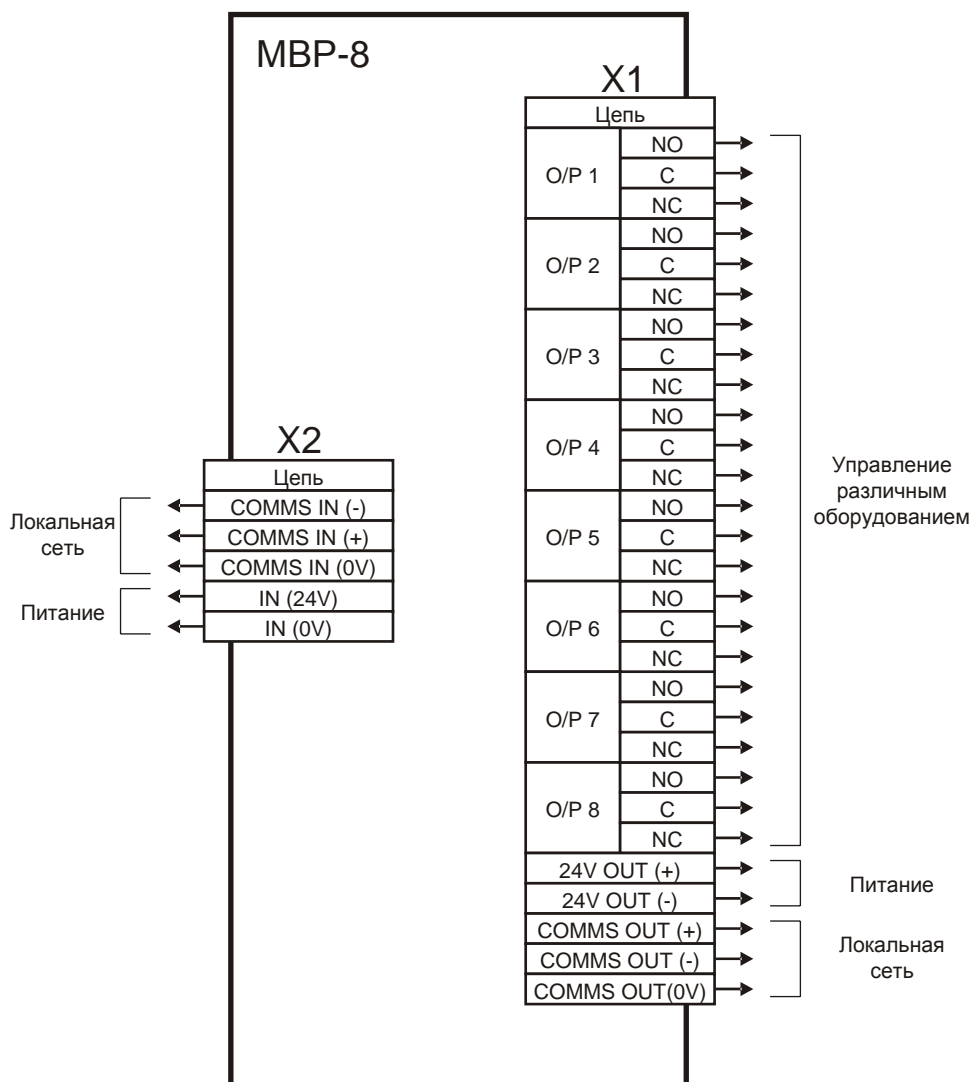 МВР-8
X1
Цепь
O/P 1
NO
C
NC
O/P 2
NO
C
NC
O/P 3
NO
C
NC
O/P 4
NO
C
NC
O/P 5
NO
C
NC
O/P 6
NO
C
NC
O/P 7
NO
C
NC
O/P 8
NO
C
NC
24V OUT (+)
24V OUT (-)
COMMS OUT (+)
COMMS OUT (-)
COMMS OUT(0V)
Управление
различным
оборудованием
Питание
Локальная
сеть
X2
Цепь
COMMS IN (-)
COMMS IN (+)
COMMS IN (0V)
IN (24V)
IN (0V)
Локальная
сеть
Питание